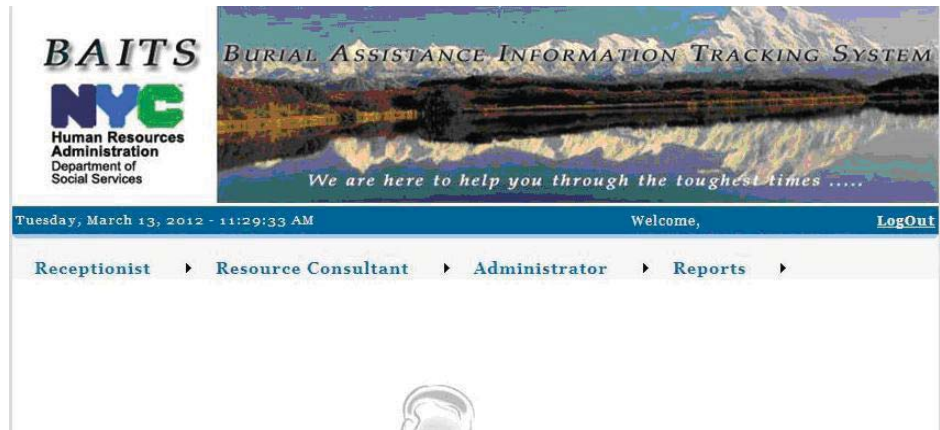 BAITS
BURIAL ASSISTANCE INFORMATION TRACKING SYSTEM
NYC
Human Resources
Administration
Department of
Social Services
We are here to help you through the toughest times .....
Tuesday, March 13, 2012 - 11:29:33 AM Welcome, LogOut
Receptionist Resource Consultant Administrator Reports